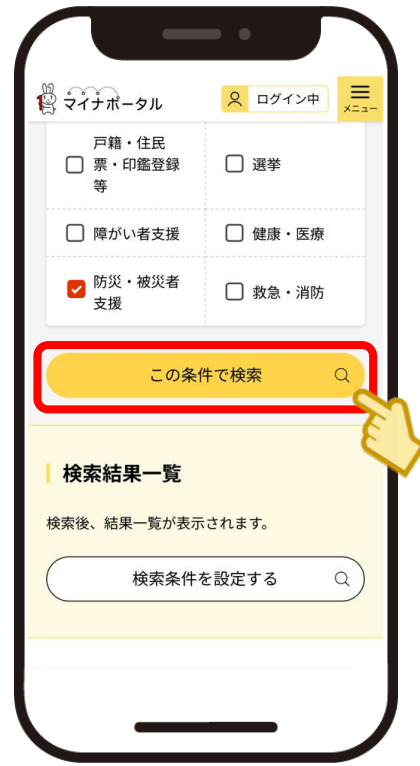 マイナポータル
ログイン中
メニュー
戸籍・住民
票・印鑑登録
等
選挙
障がい者支援
健康・医療
防災・被災者
支援
救急・消防
この条件で検索
検索結果一覧
検索後、結果一覧が表示されます。
検索条件を設定する